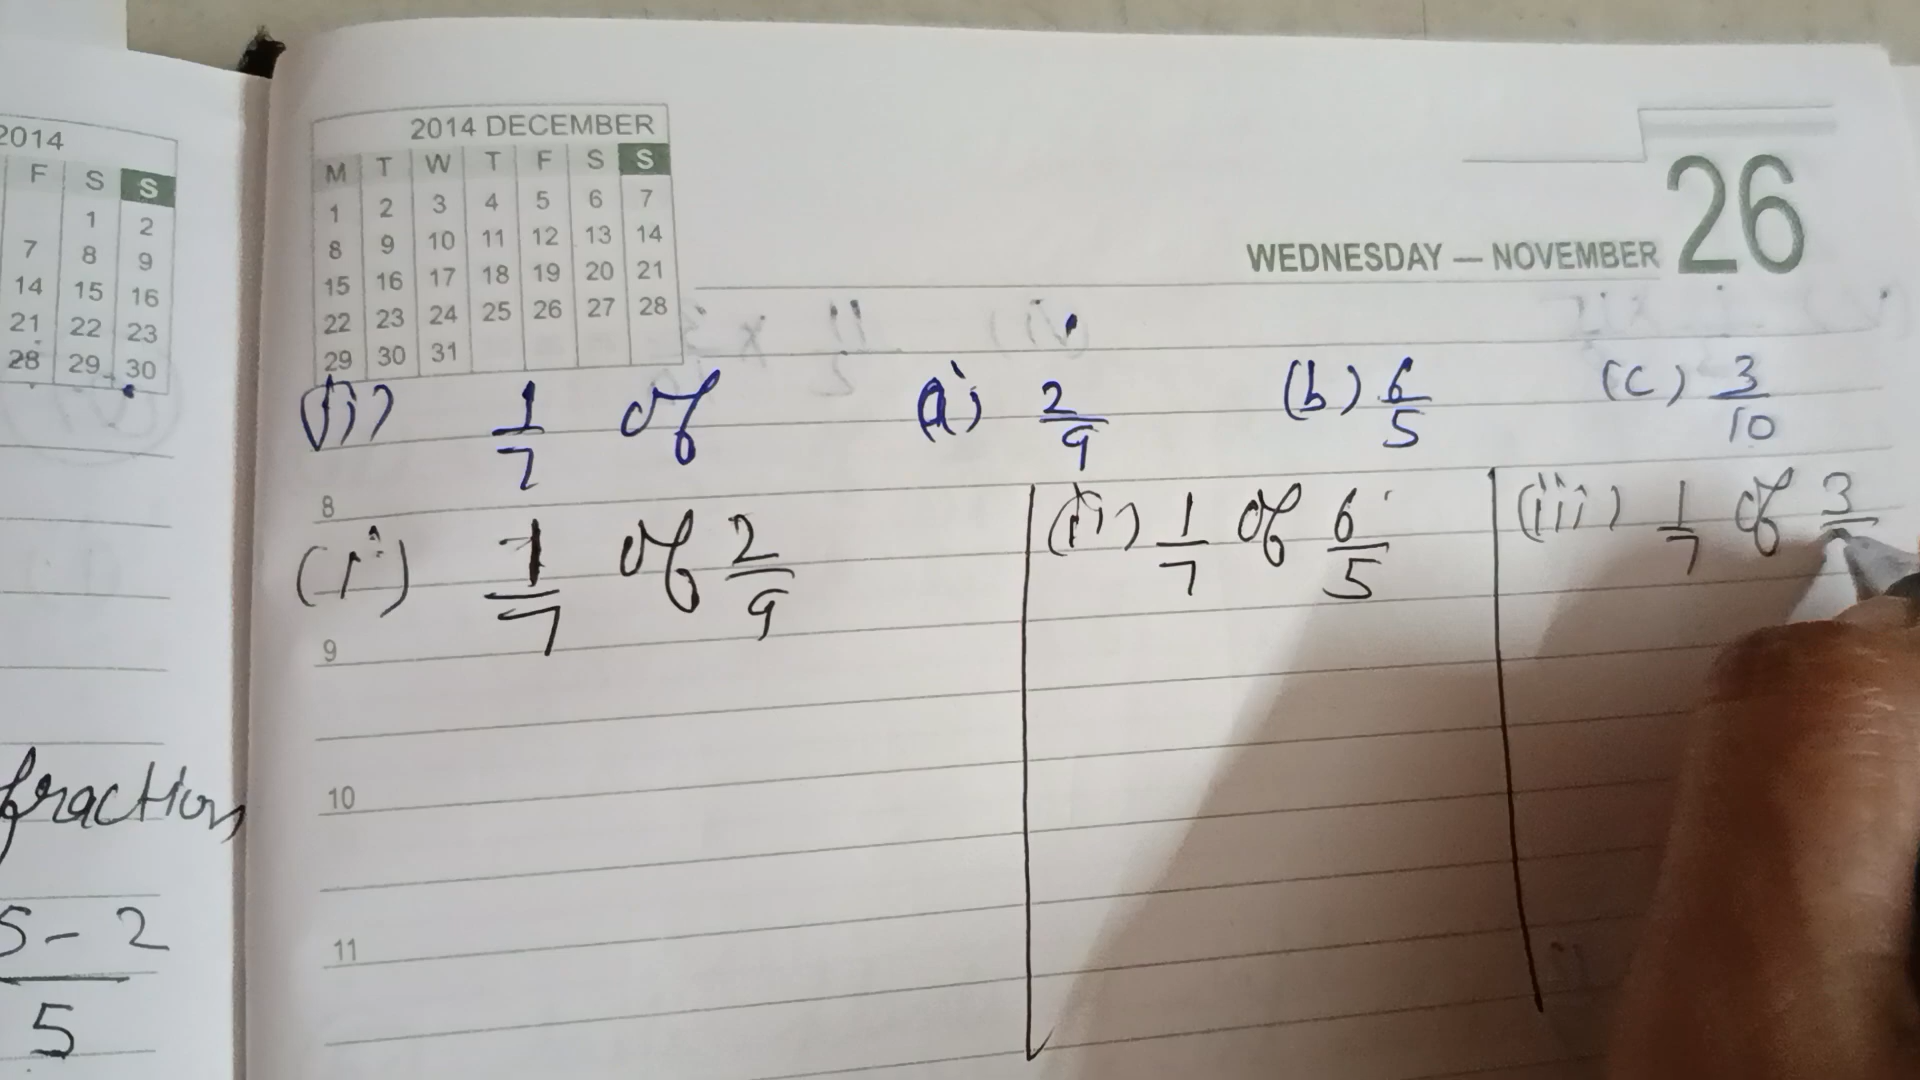 2014
F S S
1 2
7 8 9
14 15 16
21 22 23
28 29 30
fraction
5 - 2
5
2014 DECEMBER
M T W T F S S
1 2 3 4 5 6 7
8 9 10 11 12 13 14
15 16 17 18 19 20 21
22 23 24 25 26 27 28
29 30 31
WEDNESDAY — NOVEMBER 26
(ii) 1/7 of (a) 2/9 (b) 6/5 (c) 3/10
8
(i) 1/7 of 2/9 (ii) 1/7 of 6/5 (iii) 1/7 of 3
9
10
11